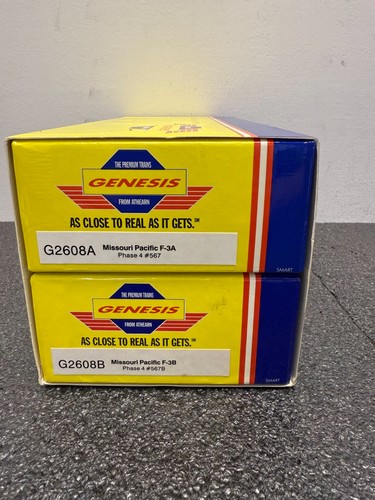 THE PREMIUM TRAINS
GENESIS
FROM ATHEARN
AS CLOSE TO REAL AS IT GETS.℠
G2608A Missouri Pacific F-3A
Phase 4 #567
SMART
THE PREMIUM TRAINS
GENESIS
FROM ATHEARN
AS CLOSE TO REAL AS IT GETS.℠
G2608B Missouri Pacific F-3B
Phase 4 #567B
SMART